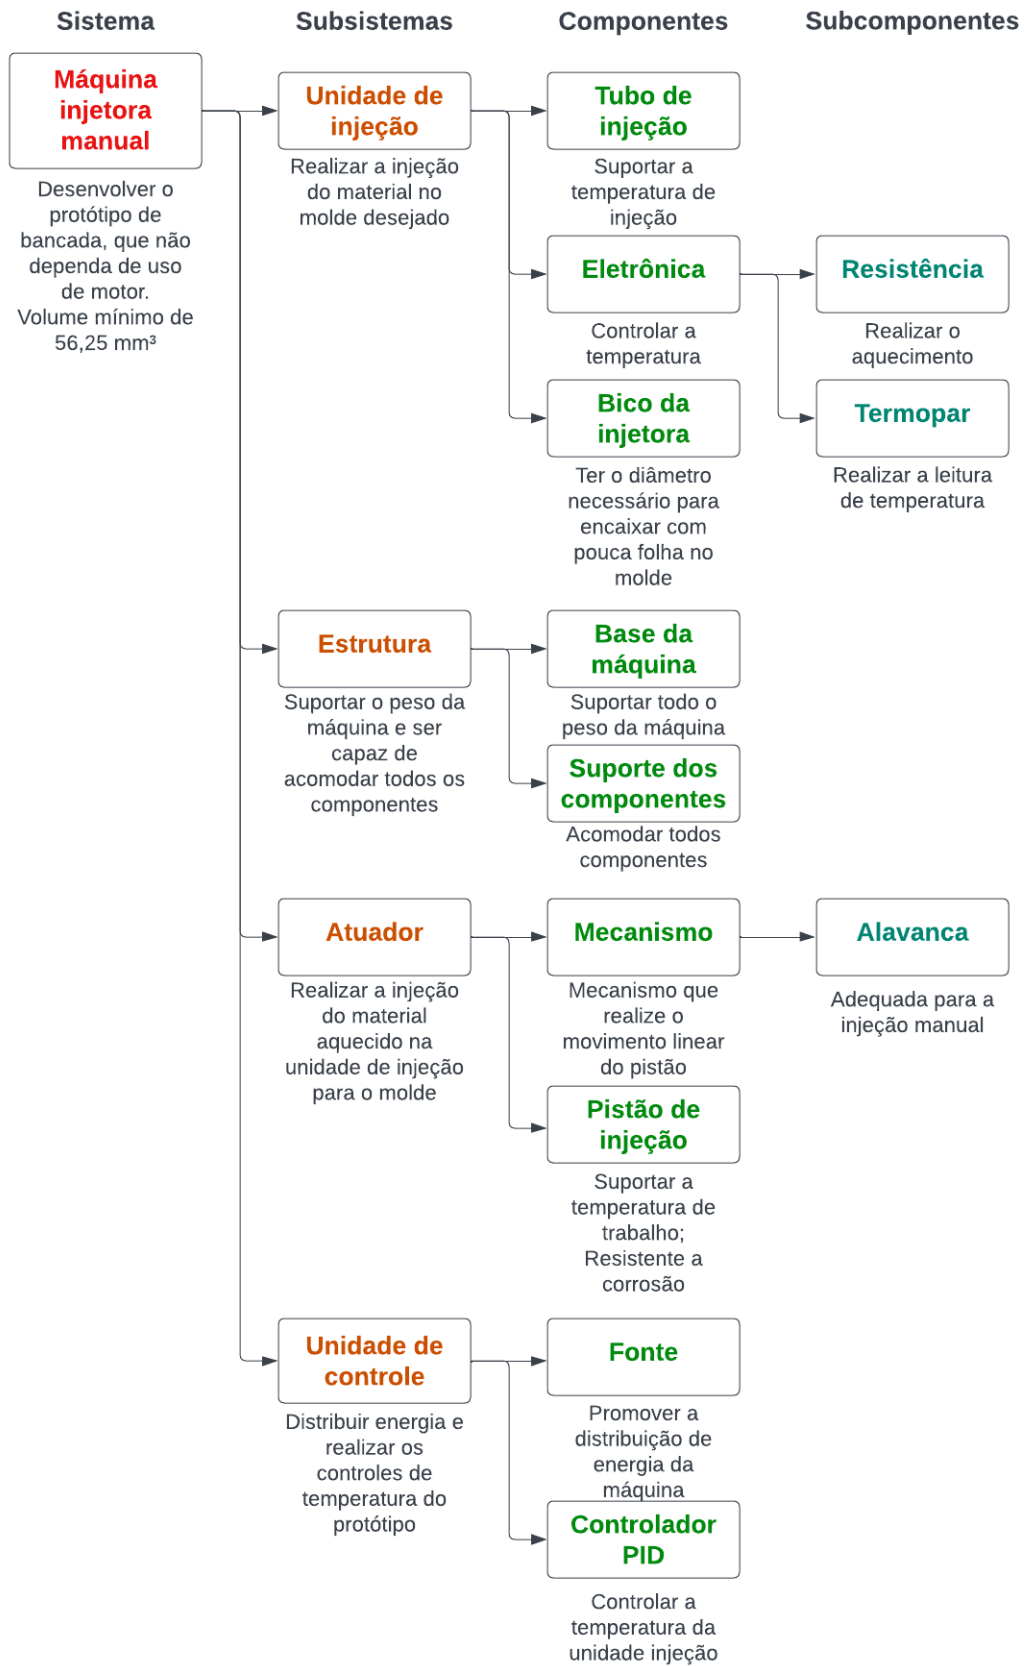 Sistema
Subsistemas
Componentes
Subcomponentes
Máquina
injetora
manual
Desenvolver o
protótipo de
bancada, que não
dependa de uso
de motor.
Volume mínimo de
56,25 mm³
Unidade de
injeção
Realizar a injeção
do material no
molde desejado
Tubo de
injeção
Suportar a
temperatura de
injeção
Eletrônica
Controlar a
temperatura
Resistência
Realizar o
aquecimento
Termopar
Realizar a leitura
de temperatura
Bico da
injetora
Ter o diâmetro
necessário para
encaixar com
pouca folha no
molde
Estrutura
Suportar o peso da
máquina e ser
capaz de
acomodar todos os
componentes
Base da
máquina
Suportar todo o
peso da máquina
Suporte dos
componentes
Acomodar todos
componentes
Atuador
Realizar a injeção
do material
aquecido na
unidade de injeção
para o molde
Mecanismo
Mecanismo que
realize o
movimento linear
do pistão
Alavanca
Adequada para a
injeção manual
Pistão de
injeção
Suportar a
temperatura de
trabalho;
Resistente a
corrosão
Unidade de
controle
Distribuir energia e
realizar os
controles de
temperatura do
protótipo
Fonte
Promover a
distribuição de
energia da
máquina
Controlador
PID
Controlar a
temperatura da
unidade injeção